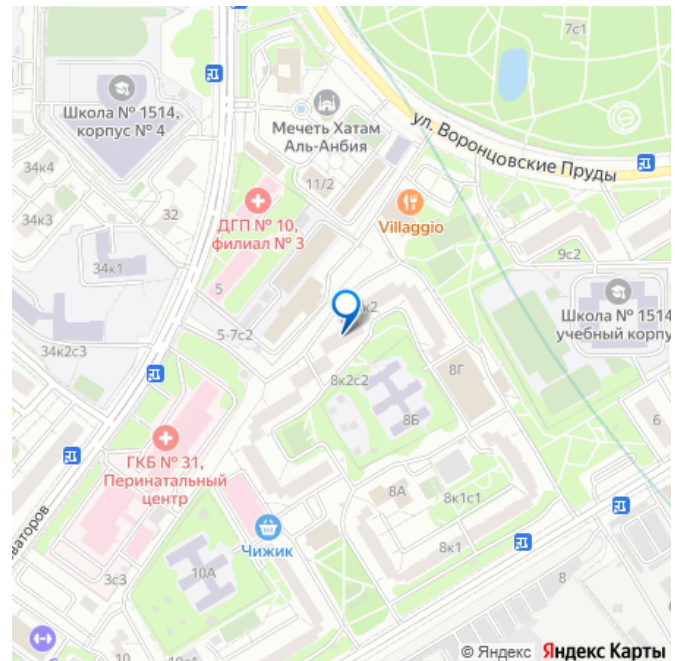 7с1
Школа № 1514,
корпус № 4
Мечеть Хатам
Аль-Анбия
ул. Воронцовские Пруды
34к4
11/2
34к3
32
ДГП № 10,
филиал № 3
Villaggio
9с2
34к1
5
к2
Школа № 1514
учебный корпу
5-7с2
34к2с3
8к2с2
8Г
8Б
6
ГКБ № 31,
Перинатальный
центр
8А
8к1с1
Чижик
8к1
ваторов
3с3
10А
8
© Яндекс Яндекс Карты